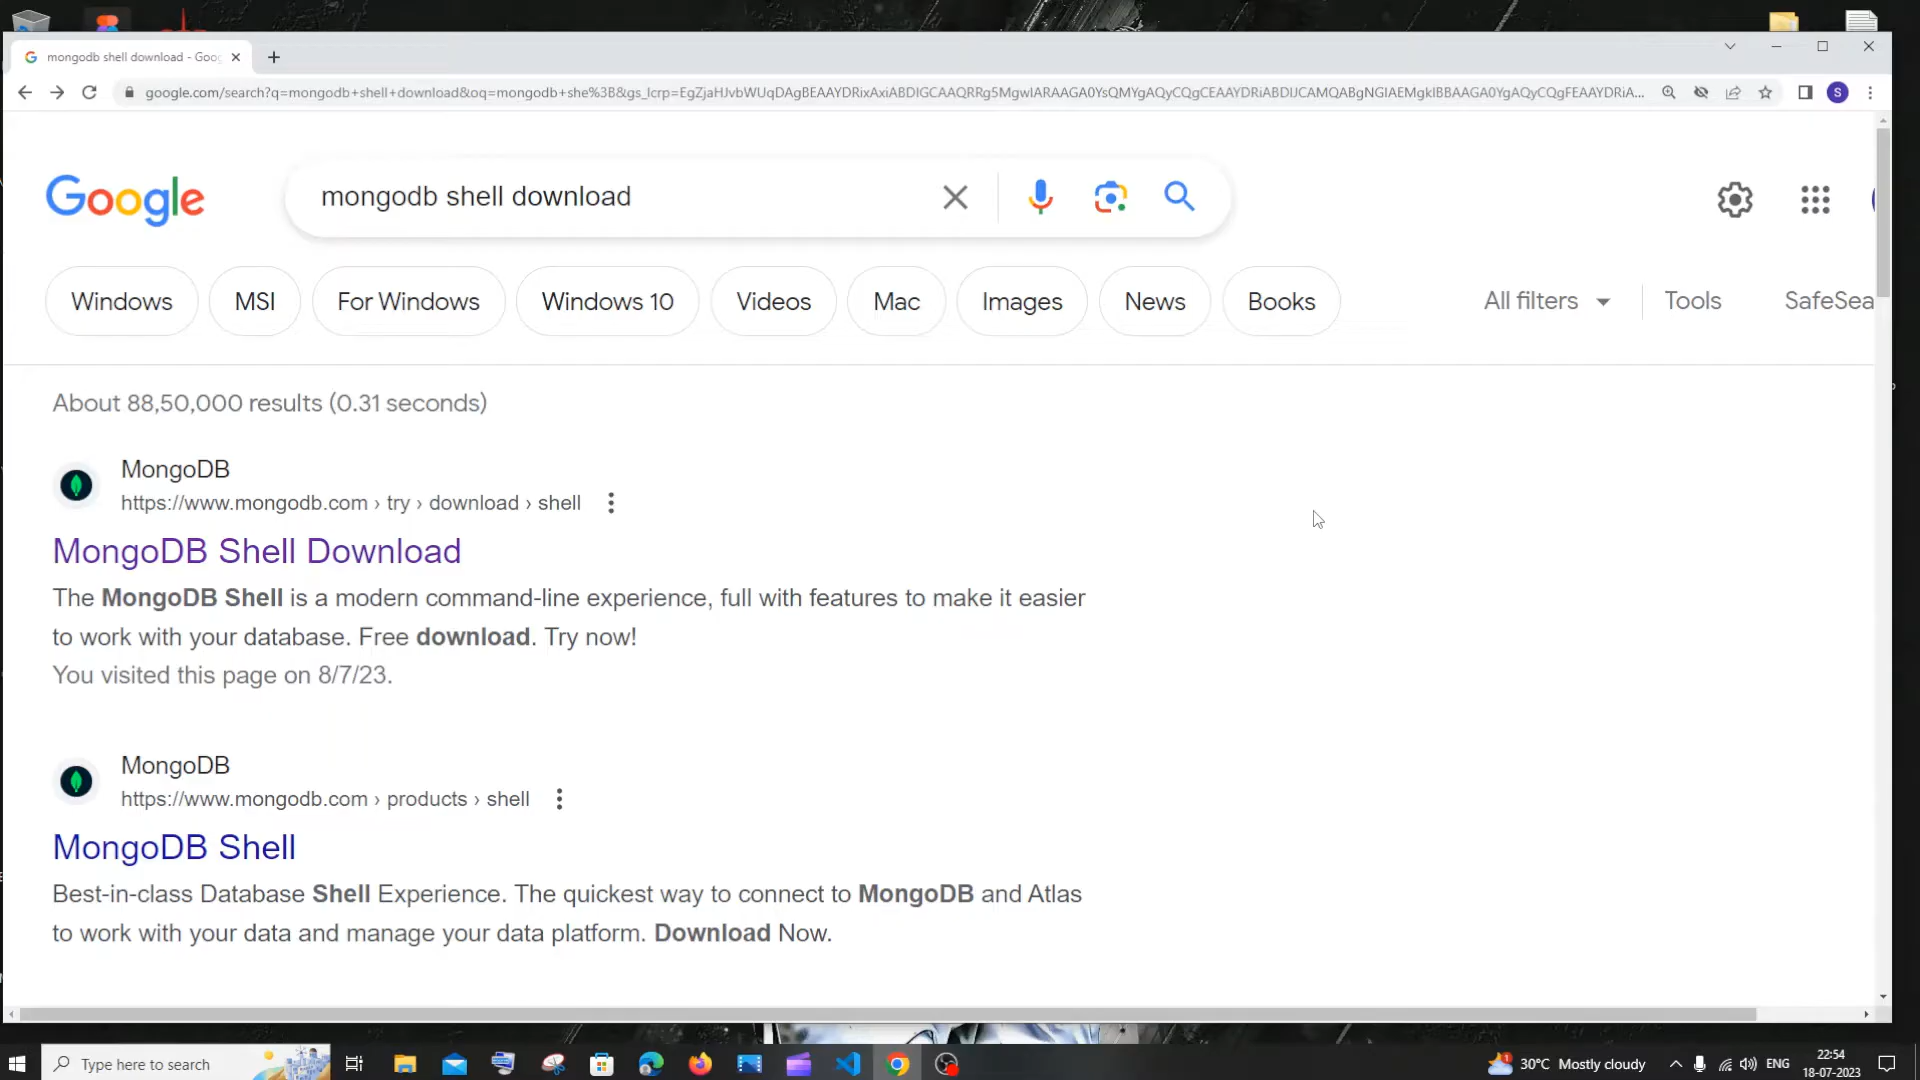 mongodb shell download - Goo
google.com/search?q=mongodb+shell+download&oq=mongodb+she%3B&gs_lcrp=
S
Google
mongodb shell download
Windows
MSI
For Windows
Windows 10
Videos
Mac
Images
News
Books
All filters
Tools
SafeSea
About 88,50,000 results (0.31 seconds)
MongoDB
https://www.mongodb.com › try › download › shell
MongoDB Shell Download
The MongoDB Shell is a modern command-line experience, full with features to make it easier
to work with your database. Free download. Try now!
You visited this page on 8/7/23.
MongoDB
https://www.mongodb.com › products › shell
MongoDB Shell
Best-in-class Database Shell Experience. The quickest way to connect to MongoDB and Atlas
to work with your data and manage your data platform. Download Now.
Type here to search
1
30°C Mostly cloudy
ENG
22:54
18-07-2023